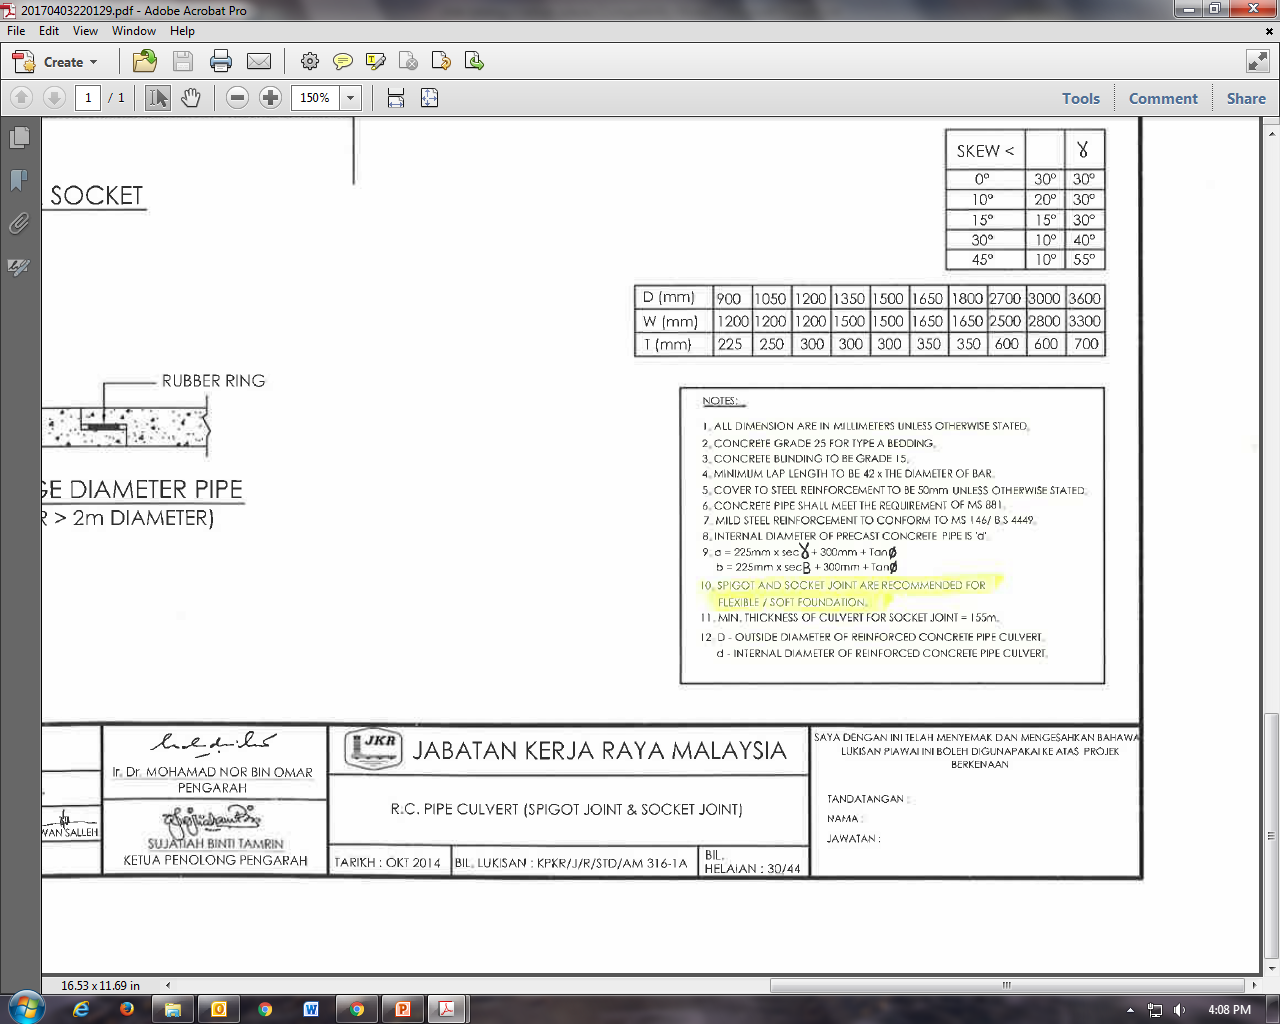 20170403220129.pdf - Adobe Acrobat Pro
File Edit View Window Help
Create
1 / 1 150% Tools Comment Share
SOCKET
SKEW < ɣ
0° 30° 30°
10° 20° 30°
15° 15° 30°
30° 10° 40°
45° 10° 55°
D (mm) 900 1050 1200 1350 1500 1650 1800 2700 3000 3600
W (mm) 1200 1200 1200 1500 1500 1650 1650 2500 2800 3300
T (mm) 225 250 300 300 300 350 350 600 600 700
RUBBER RING
GE DIAMETER PIPE
R > 2m DIAMETER)
NOTES:
1. ALL DIMENSION ARE IN MILLIMETERS UNLESS OTHERWISE STATED.
2. CONCRETE GRADE 25 FOR TYPE A BEDDING.
3. CONCRETE BUNDING TO BE GRADE 15.
4. MINIMUM LAP LENGTH TO BE 42 x THE DIAMETER OF BAR.
5. COVER TO STEEL REINFORCEMENT TO BE 50mm UNLESS OTHERWISE STATED.
6. CONCRETE PIPE SHALL MEET THE REQUIREMENT OF MS 881.
7. MILD STEEL REINFORCEMENT TO CONFORM TO MS 146/ B.S 4449.
8. INTERNAL DIAMETER OF PRECAST CONCRETE PIPE IS 'd'.
9. a = 225mm x sec ɣ + 300mm + Tan Ø
b = 225mm x sec B + 300mm + Tan Ø
10. SPIGOT AND SOCKET JOINT ARE RECOMMENDED FOR
FLEXIBLE / SOFT FOUNDATION.
11. MIN. THICKNESS OF CULVERT FOR SOCKET JOINT = 155m.
12. D - OUTSIDE DIAMETER OF REINFORCED CONCRETE PIPE CULVERT.
d - INTERNAL DIAMETER OF REINFORCED CONCRETE PIPE CULVERT.
WAN SALLEH
Ir. Dr. MOHAMAD NOR BIN OMAR
PENGARAH
SUJATIAH BINTI TAMRIN
KETUA PENOLONG PENGARAH
JKR JABATAN KERJA RAYA MALAYSIA
R.C. PIPE CULVERT (SPIGOT JOINT & SOCKET JOINT)
TARIKH : OKT 2014 BIL. LUKISAN : KPKR/J/R/STD/AM 316-1A BIL.
HELAIAN : 30/44
SAYA DENGAN INI TELAH MENYEMAK DAN MENGESAHKAN BAHAWA
LUKISAN PIAWAI INI BOLEH DIGUNAPAKAI KE ATAS PROJEK
BERKENAAN
TANDATANGAN :
NAMA :
JAWATAN :
16.53 x 11.69 in
4:08 PM